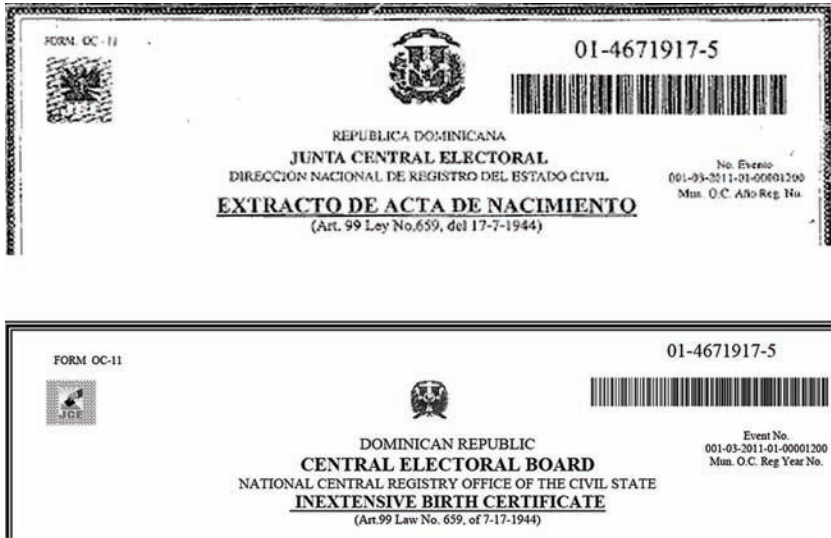 FORM. OC - 11
JCE
01-4671917-5
REPUBLICA DOMINICANA
JUNTA CENTRAL ELECTORAL
DIRECCION NACIONAL DE REGISTRO DEL ESTADO CIVIL
EXTRACTO DE ACTA DE NACIMIENTO
(Art. 99 Ley No.659, del 17-7-1944)
No. Evento
001-03-2011-01-00001200
Mun. O.C. Año Reg. No.
FORM OC-11
JCE
01-4671917-5
DOMINICAN REPUBLIC
CENTRAL ELECTORAL BOARD
NATIONAL CENTRAL REGISTRY OFFICE OF THE CIVIL STATE
INEXTENSIVE BIRTH CERTIFICATE
(Art.99 Law No. 659, of 7-17-1944)
Event No.
001-03-2011-01-00001200
Mun. O.C. Reg Year No.